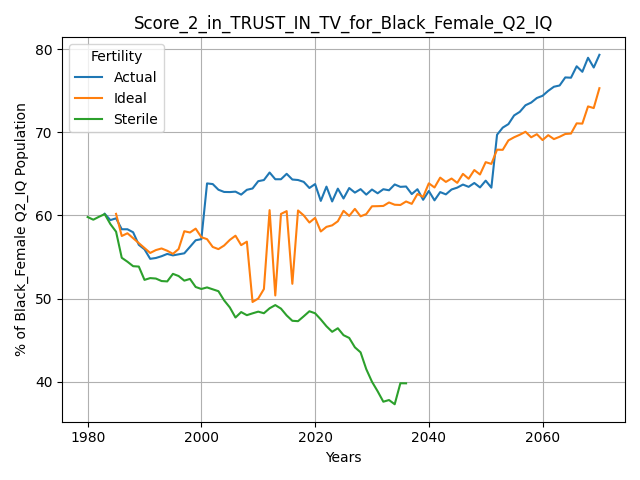 Score_2_in_TRUST_IN_TV_for_Black_Female_Q2_IQ
% of Black_Female Q2_IQ Population
80
70
60
50
40
Fertility
Actual
Ideal
Sterile
1980 2000 2020 2040 2060
Years